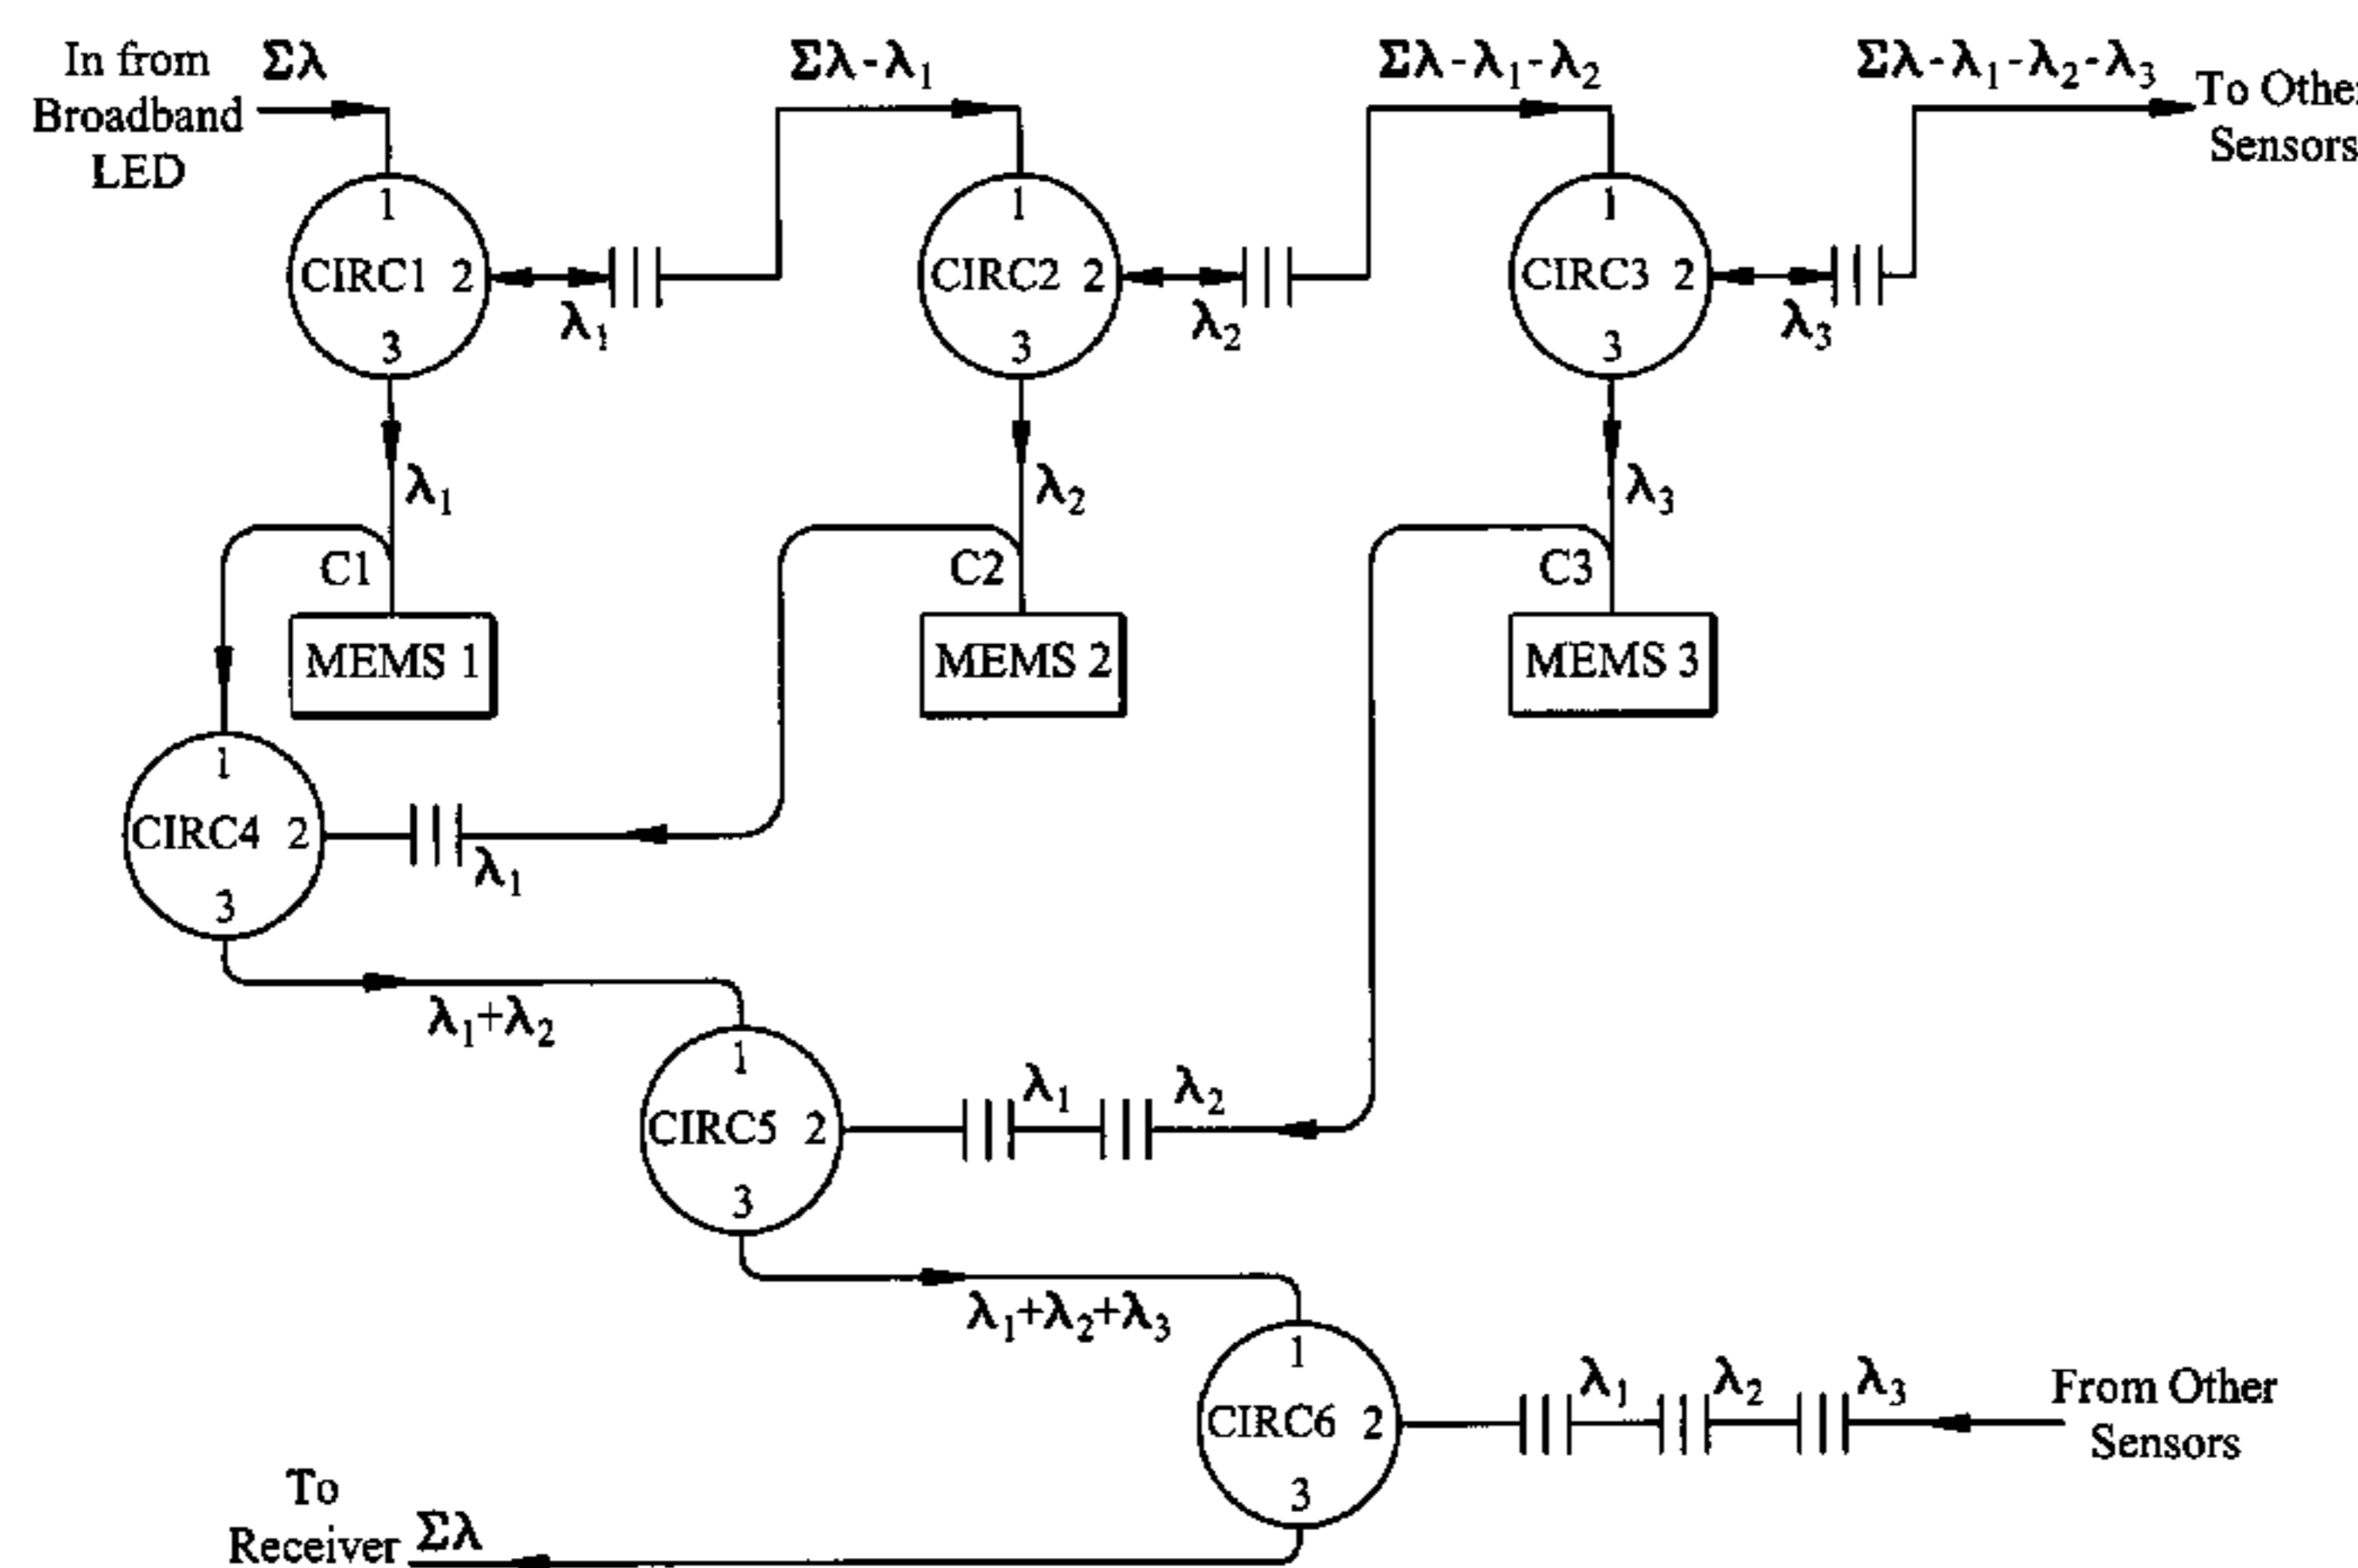 In from
Broadband
LED
Σλ
Σλ-λ₁
Σλ-λ₁-λ₂
Σλ-λ₁-λ₂-λ₃
To Other
Sensors
1
CIRC1 2
3
λ₁
1
CIRC2 2
3
λ₂
1
CIRC3 2
3
λ₃
λ₁
λ₂
λ₃
C1
C2
C3
MEMS 1
MEMS 2
MEMS 3
1
CIRC4 2
3
λ₁
λ₁+λ₂
1
CIRC5 2
3
λ₁
λ₂
λ₁+λ₂+λ₃
1
CIRC6 2
3
λ₁
λ₂
λ₃
From Other
Sensors
To
Receiver
Σλ